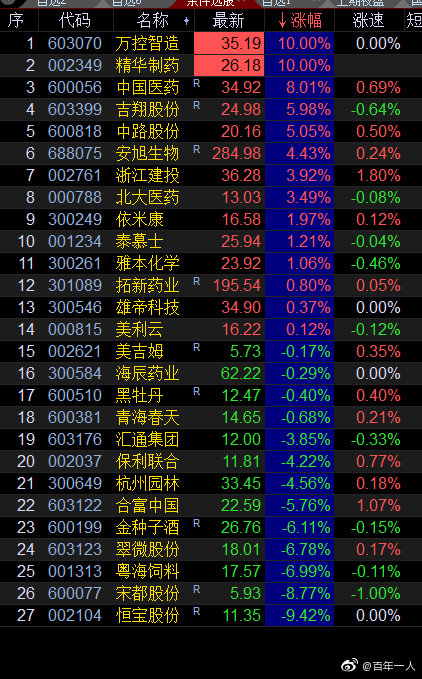 自选2 自选6 条件选股 自选1 上期权益
序 代码 名称 最新 ↓涨幅 涨速 短
1 603070 万控智造 35.19 10.00% 0.00%
2 002349 精华制药 26.18 10.00%
3 600056 中国医药 R 34.92 8.01% 0.69%
4 603399 吉翔股份 R 24.98 5.98% -0.64%
5 600818 中路股份 20.16 5.05% 0.50%
6 688075 安旭生物 R 284.98 4.43% 0.24%
7 002761 浙江建投 36.28 3.92% 1.80%
8 000788 北大医药 13.03 3.49% -0.08%
9 300249 依米康 16.58 1.97% 0.12%
10 001234 泰慕士 25.94 1.21% -0.04%
11 300261 雅本化学 23.92 1.06% -0.46%
12 301089 拓新药业 R 195.54 0.80% 0.05%
13 300546 雄帝科技 34.90 0.37% 0.00%
14 000815 美利云 16.22 0.12% -0.12%
15 002621 美吉姆 R 5.73 -0.17% 0.35%
16 300584 海辰药业 62.22 -0.29% 0.00%
17 600510 黑牡丹 R 12.47 -0.40% 0.40%
18 600381 青海春天 14.65 -0.68% 0.21%
19 603176 汇通集团 12.00 -3.85% -0.33%
20 002037 保利联合 11.81 -4.22% 0.77%
21 300649 杭州园林 33.45 -4.56% 0.18%
22 603122 合富中国 22.59 -5.76% 1.07%
23 600199 金种子酒 R 26.76 -6.11% -0.15%
24 603123 翠微股份 18.01 -6.78% 0.17%
25 001313 粤海饲料 17.57 -6.99% -0.11%
26 600077 宋都股份 R 5.93 -8.77% -1.00%
27 002104 恒宝股份 R 11.35 -9.42% 0.00%
@百年一人